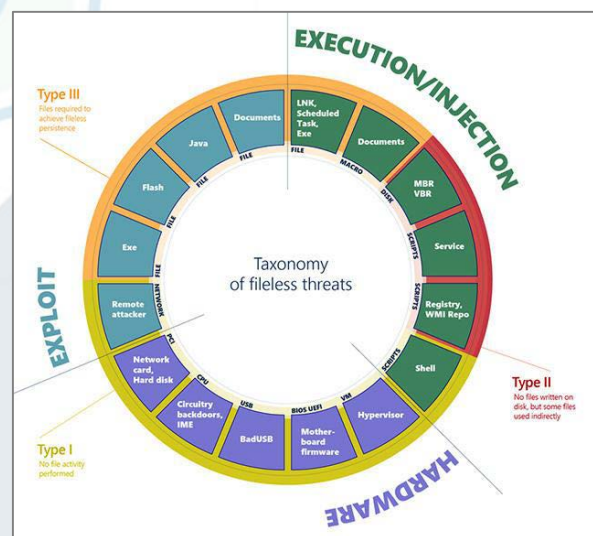 EXECUTION/INJECTION
Type III
Files required to
achieve fileless
persistence
Documents
FILE
Java
FILE
Flash
FILE
Exe
FILE
LNK,
Scheduled
Task,
Exe
FILE
Documents
MACRO
MBR
VBR
DISK
Service
SCRIPTS
Registry,
WMI Repo
SCRIPTS
Shell
SCRIPTS
Taxonomy
of fileless threats
EXPLOIT
Remote
attacker
NETWORK
Network
card,
Hard disk
PCI
Circuitry
backdoors,
IME
CPU
BadUSB
USB
Mother-
board
firmware
BIOS UEFI
Hypervisor
VM
Type II
No files written on
disk, but some files
used indirectly
Type I
No file activity
performed
HARDWARE